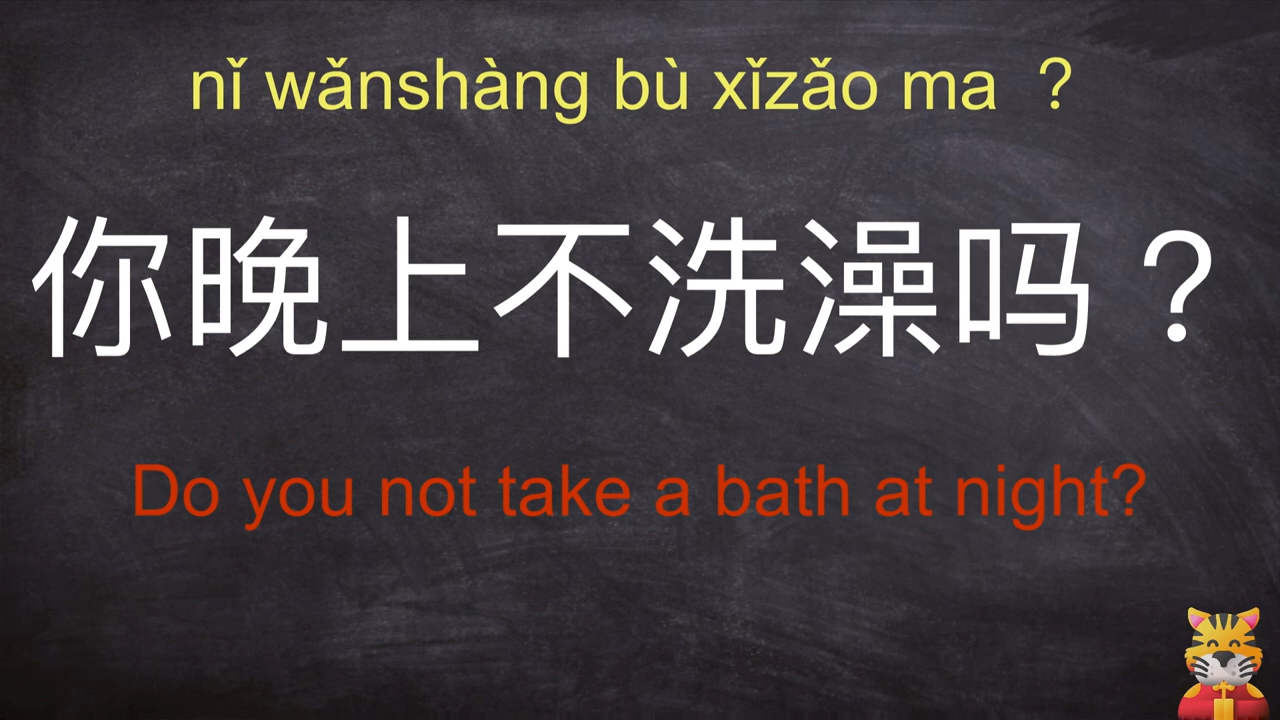 nǐ wǎnshàng bù xǐzǎo ma ?
你晚上不洗澡吗？
Do you not take a bath at night?